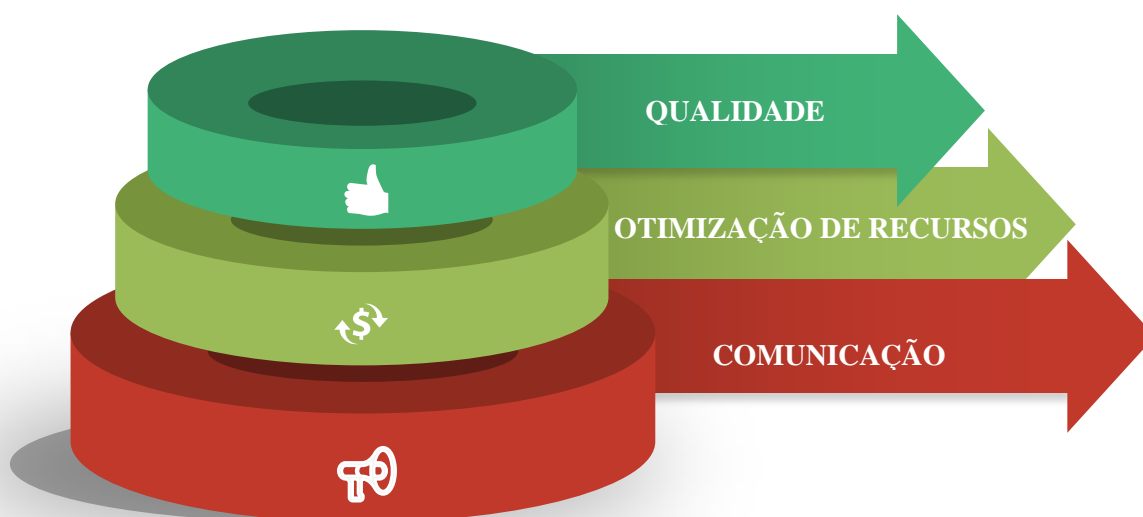 QUALIDADE
OTIMIZAÇÃO DE RECURSOS
$
COMUNICAÇÃO